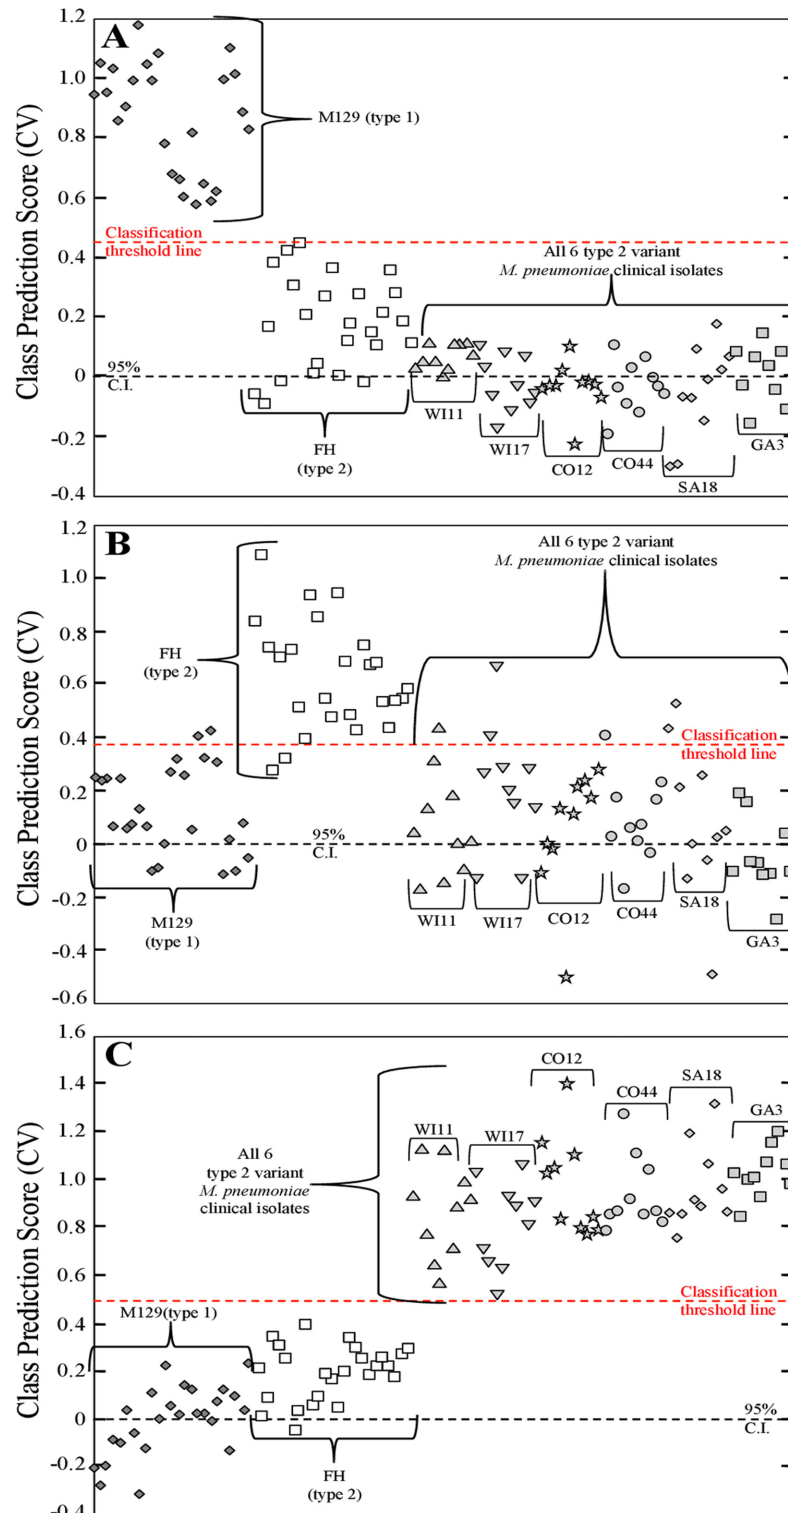 A
Class Prediction Score (CV)
1.2
1.0
0.8
0.6
0.4
0.2
0
-0.2
-0.4
M129 (type 1)
Classification
threshold line
All 6 type 2 variant
M. pneumoniae clinical isolates
95%
C.I.
FH
(type 2)
WI11
WI17
CO12
CO44
SA18
GA3
B
Class Prediction Score (CV)
1.2
1.0
0.8
0.6
0.4
0.2
0
-0.2
-0.4
-0.6
All 6 type 2 variant
M. pneumoniae clinical isolates
FH
(type 2)
Classification
threshold line
95%
C.I.
M129
(type 1)
WI11
WI17
CO12
CO44
SA18
GA3
C
Class Prediction Score (CV)
1.6
1.4
1.2
1.0
0.8
0.6
0.4
0.2
0
-0.2
-0.4
CO12
SA18
CO44
GA3
WI11
WI17
All 6
type 2 variant
M. pneumoniae
clinical isolates
Classification
threshold line
M129(type 1)
95%
C.I.
FH
(type 2)